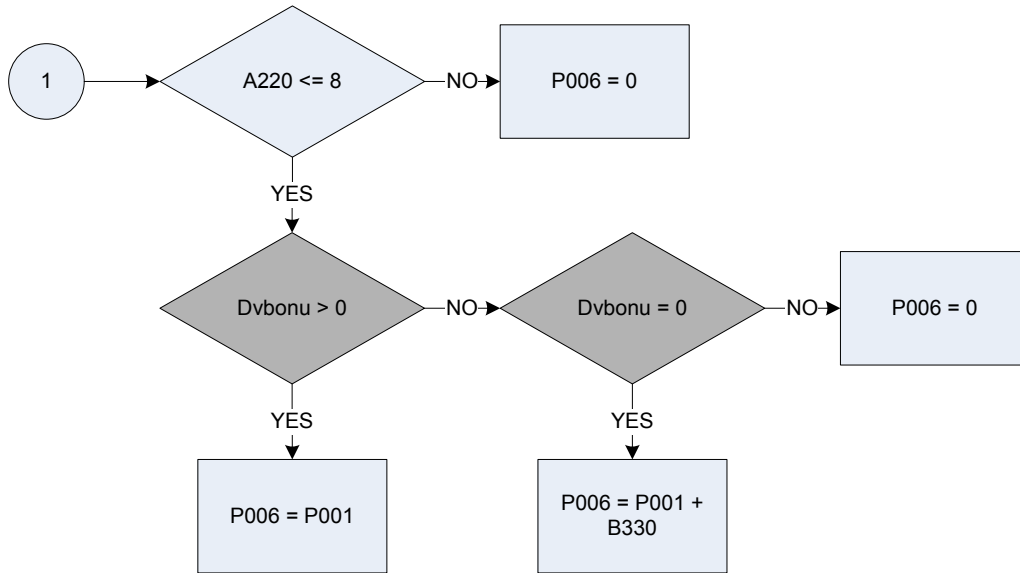 1
A220 <= 8
NO
P006 = 0
YES
Dvbonu > 0
NO
Dvbonu = 0
NO
P006 = 0
YES
YES
P006 = P001
P006 = P001 +
B330